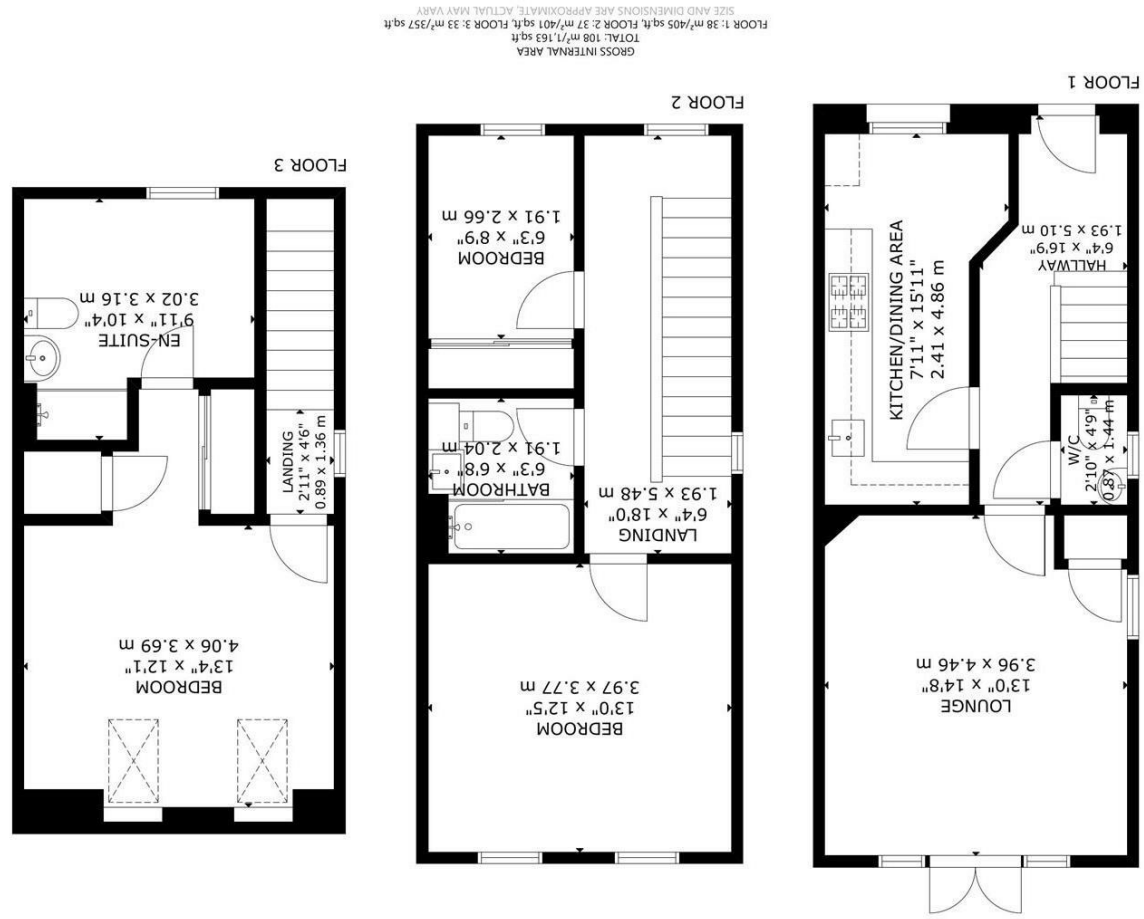 FLOOR 1
HALLWAY
6'4" x 16'9"
1.93 x 5.10 m
KITCHEN/DINING AREA
7'11" x 15'11"
2.41 x 4.86 m
W/C
2'10" x 4'9"
0.87 x 1.44 m
LOUNGE
13'0" x 14'8"
3.96 x 4.46 m
FLOOR 2
BEDROOM
6'3" x 8'9"
1.91 x 2.66 m
BATHROOM
6'3" x 6'8"
1.91 x 2.04 m
LANDING
6'4" x 18'0"
1.93 x 5.48 m
BEDROOM
13'0" x 12'5"
3.97 x 3.77 m
FLOOR 3
EN-SUITE
9'11" x 10'4"
3.02 x 3.16 m
LANDING
2'11" x 4'6"
0.89 x 1.36 m
BEDROOM
13'4" x 12'1"
4.06 x 3.69 m
GROSS INTERNAL AREA
TOTAL: 108 m²/1,163 sq.ft
FLOOR 1: 38 m²/405 sq.ft, FLOOR 2: 37 m²/401 sq.ft, FLOOR 3: 33 m²/357 sq.ft
SIZE AND DIMENSIONS ARE APPROXIMATE, ACTUAL MAY VARY